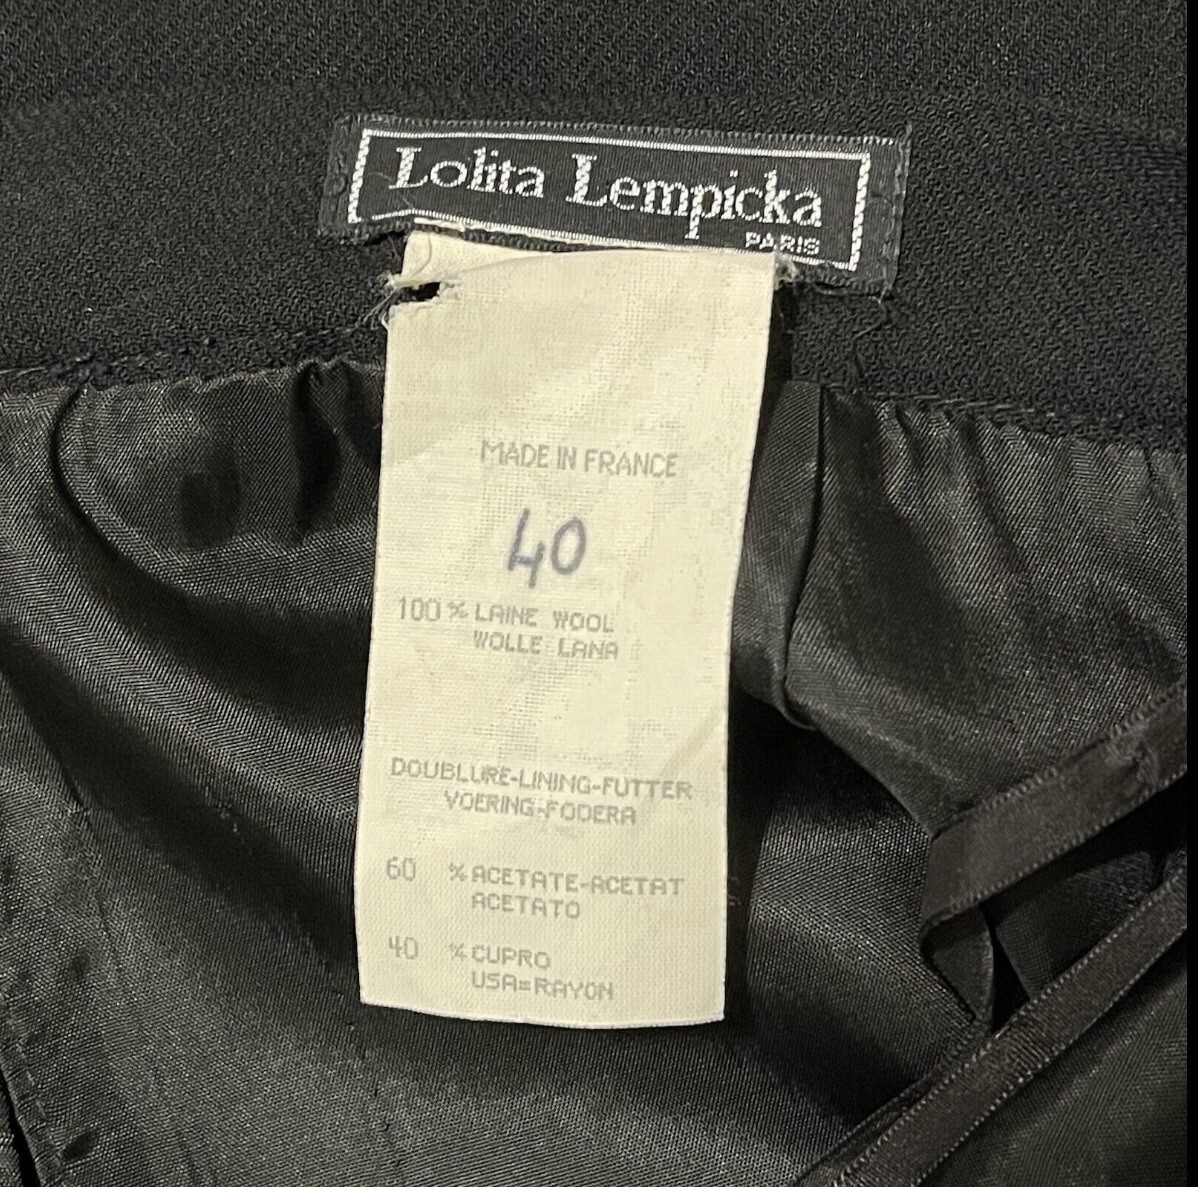 Lolita Lempicka
PARIS
MADE IN FRANCE
40
100 % LAINE WOOL
WOLLE LANA
DOUBLURE-LINING-FUTTER
VOERING-FODERA
60 % ACETATE-ACETAT
ACETATO
40 % CUPRO
USA=RAYON